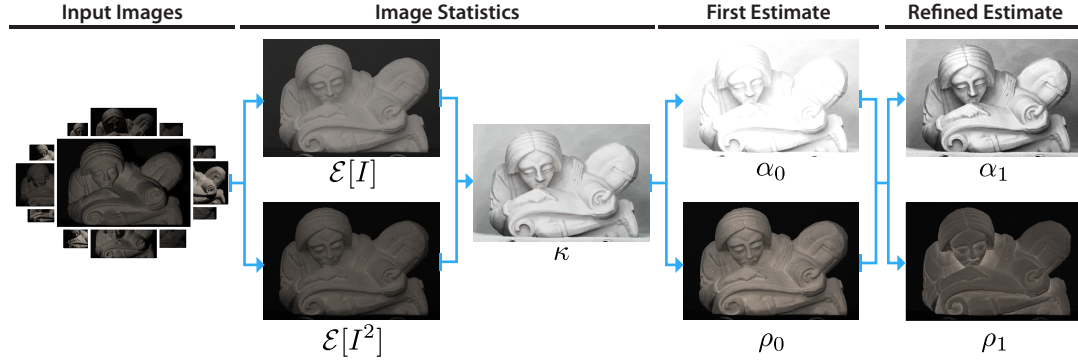 Input Images
Image Statistics
First Estimate
Refined Estimate
ℰ[I]
κ
α₀
α₁
ℰ[I²]
ρ₀
ρ₁